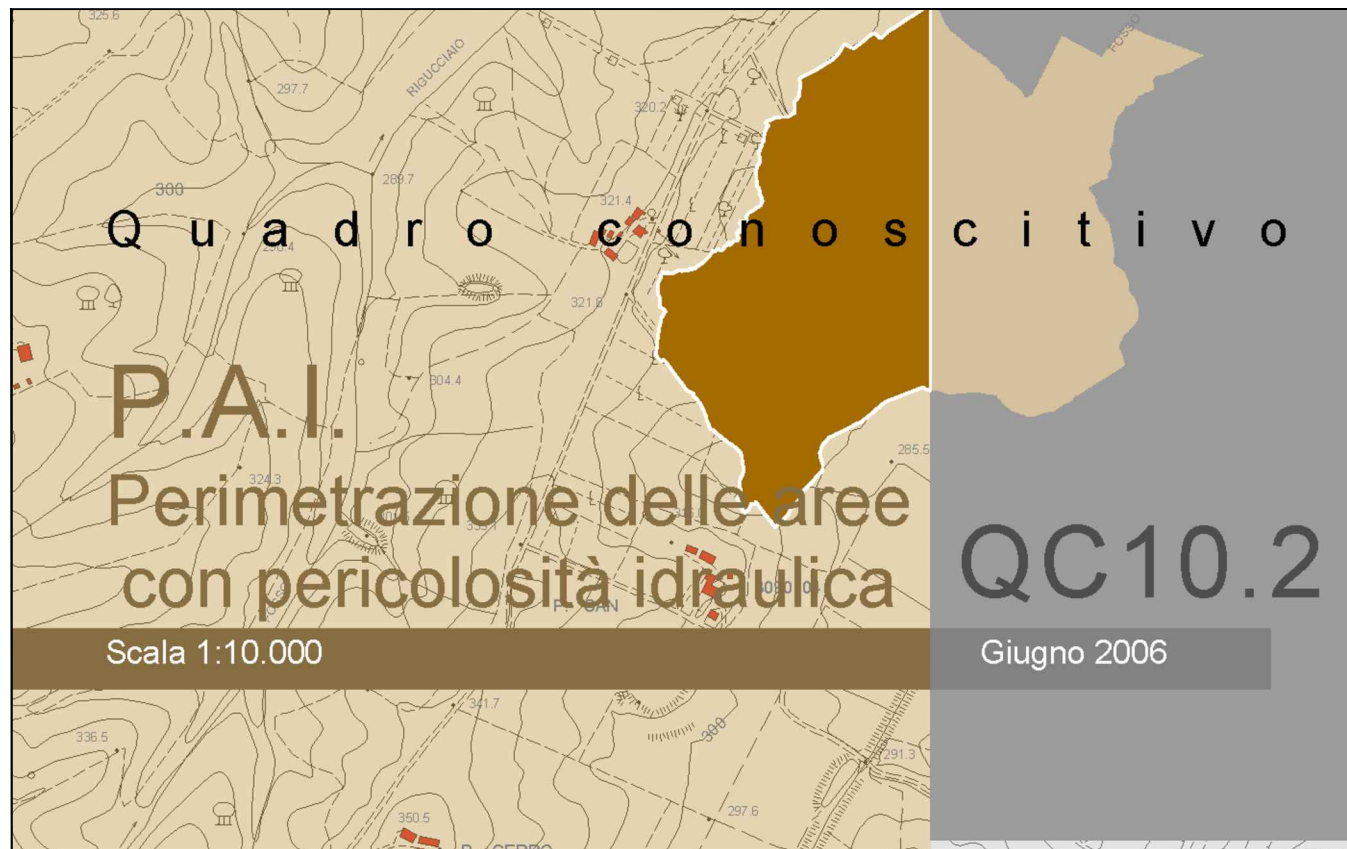 325.6
RIGUCCIAIO
FOSSO
297.7
320.2
300
289.7
321.4
Quadro conoscitivo
321.8
P.A.I.
304.4
285.5
324.3
Perimetrazione delle aree
QC10.2
con pericolosità idraulica
Scala 1:10.000
Giugno 2006
341.7
336.5
300
291.3
350.5
297.6